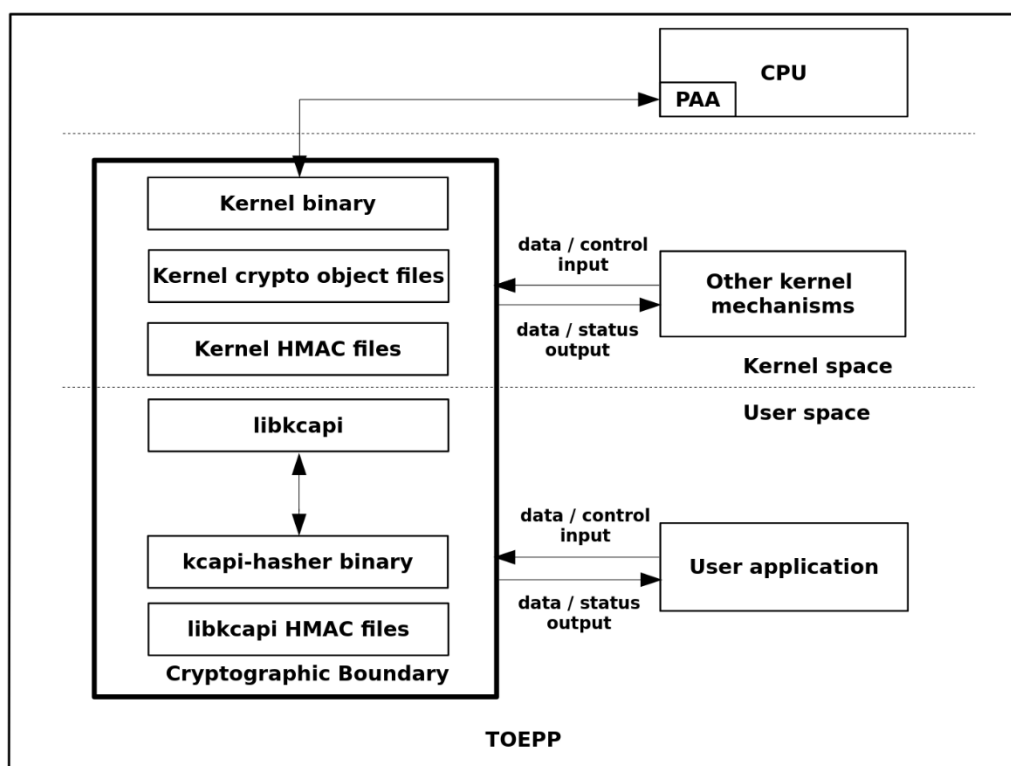 CPU
PAA
Kernel binary
data / control
input
Kernel crypto object files
Other kernel
mechanisms
data / status
output
Kernel HMAC files
Kernel space
User space
libkcapi
data / control
input
kcapi-hasher binary
User application
data / status
output
libkcapi HMAC files
Cryptographic Boundary
TOEPP